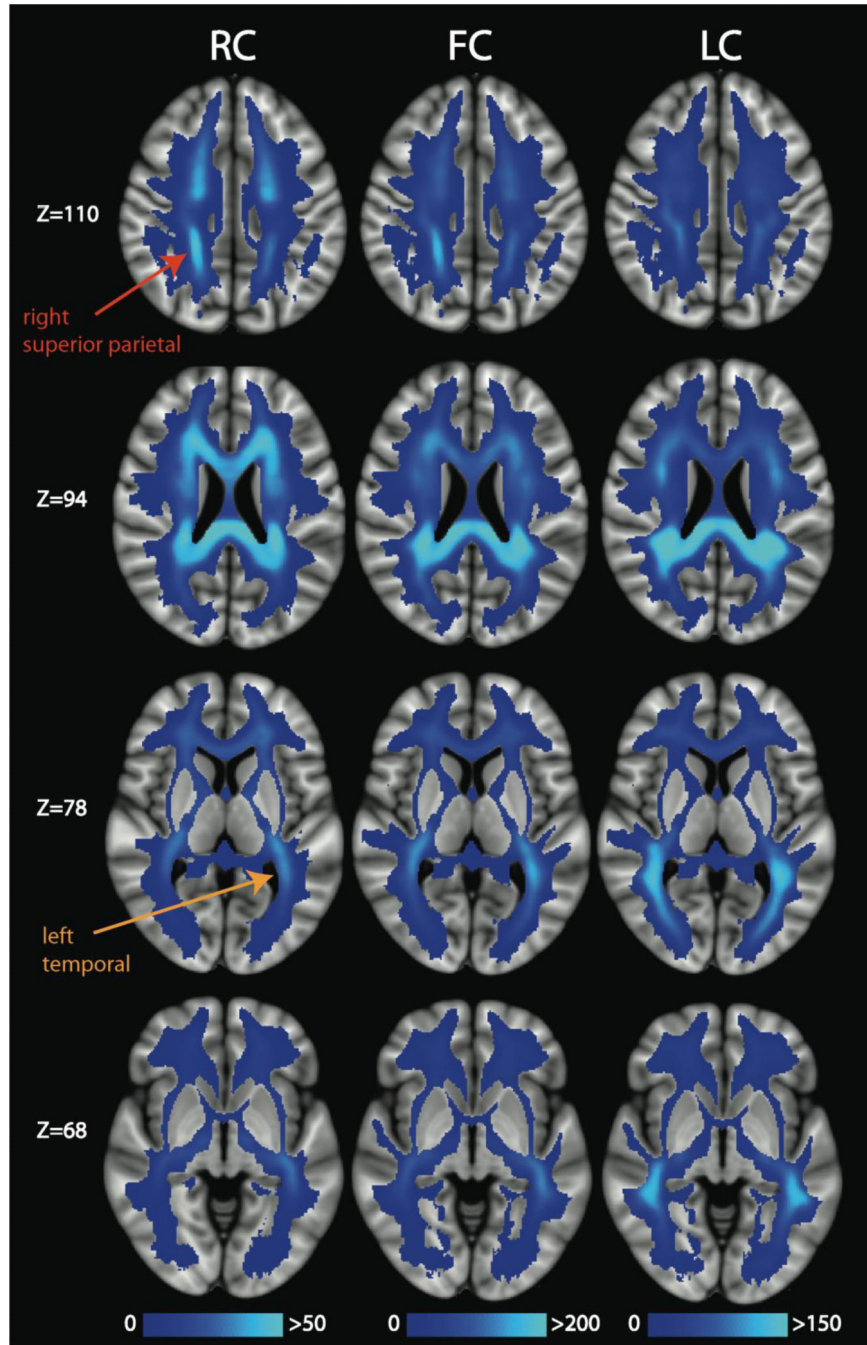 RC FC LC
Z=110
right
superior parietal
Z=94
Z=78
left
temporal
Z=68
0 >50 0 >200 0 >150